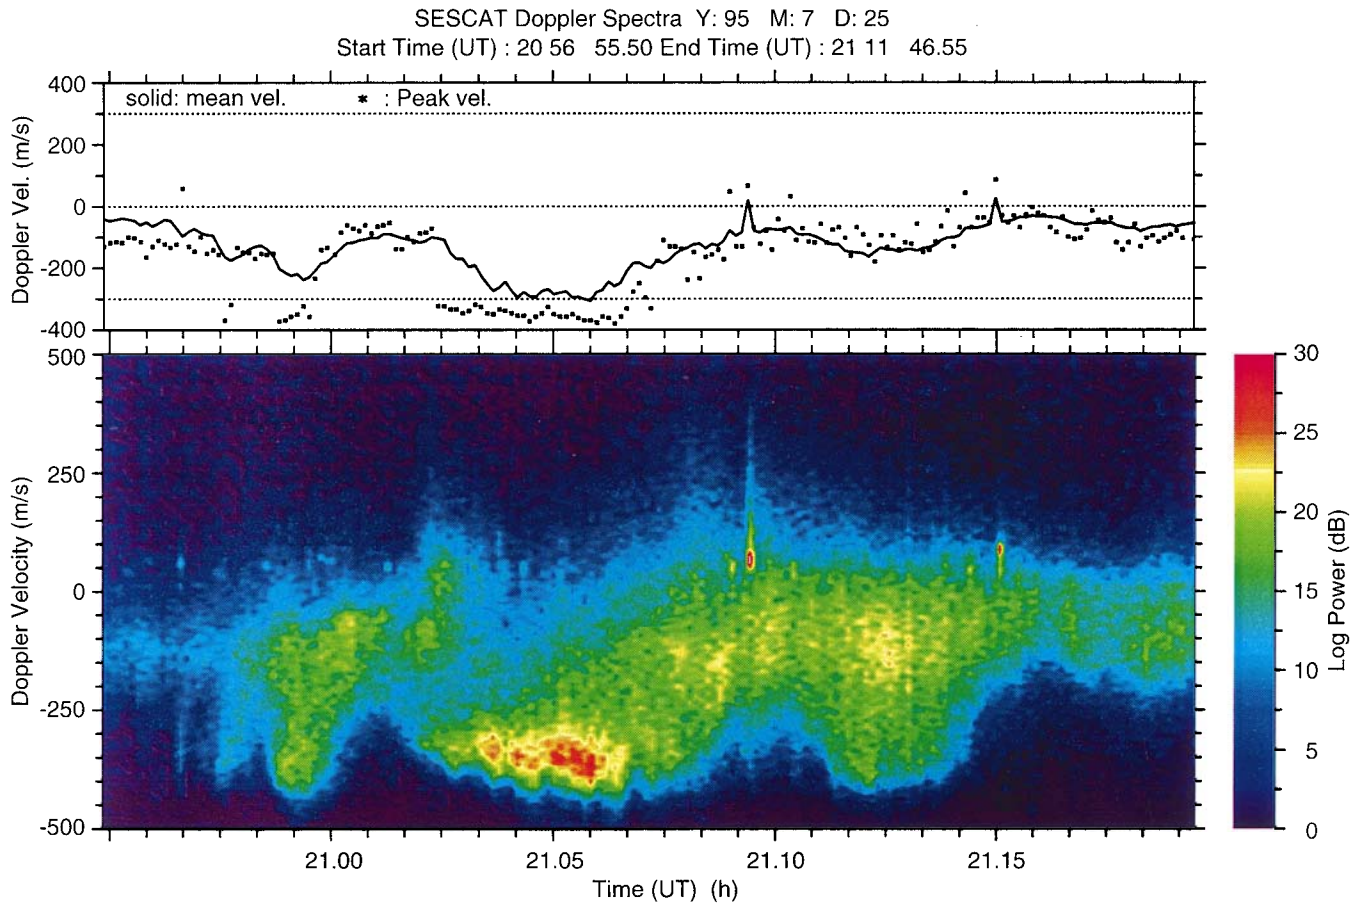 SESCAT Doppler Spectra Y: 95 M: 7 D: 25
Start Time (UT) : 20 56 55.50 End Time (UT) : 21 11 46.55
400
200
0
-200
-400
Doppler Vel. (m/s)
solid: mean vel. * : Peak vel.
500
250
0
-250
-500
Doppler Velocity (m/s)
21.00 21.05 21.10 21.15
Time (UT) (h)
30
25
20
15
10
5
0
Log Power (dB)